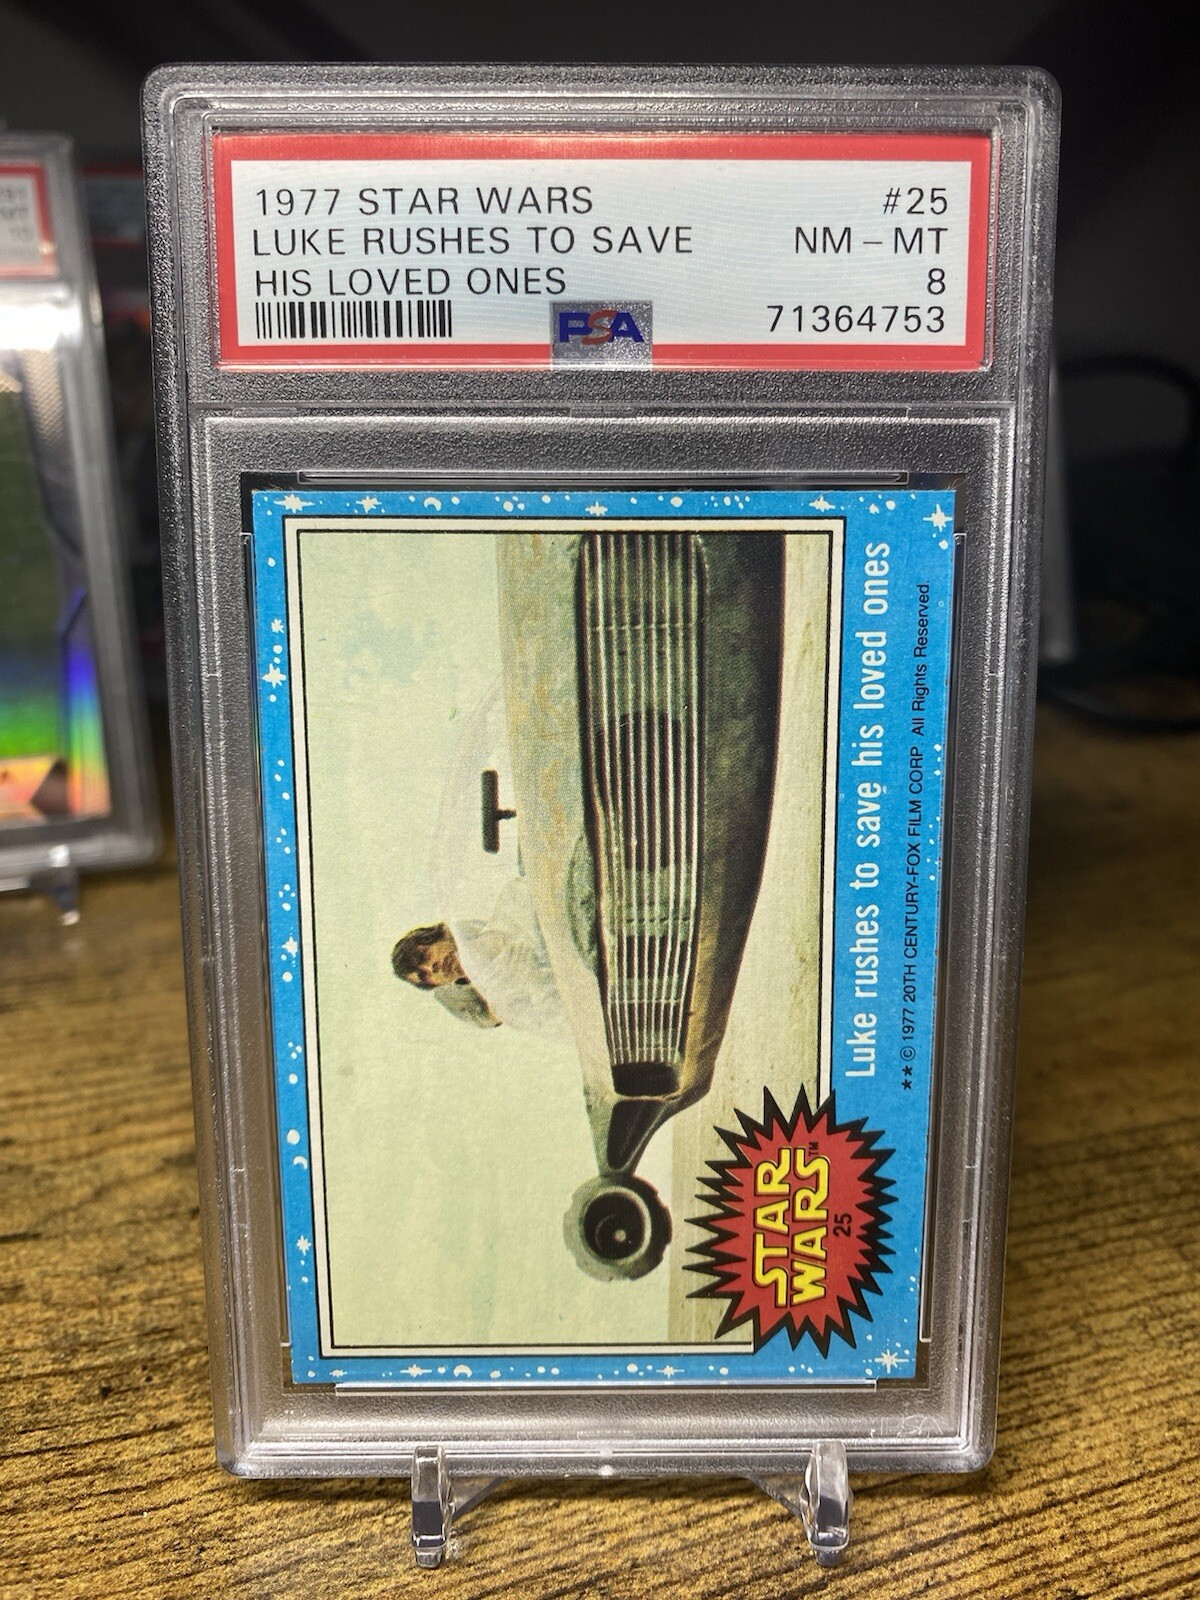 1977 STAR WARS #25
LUKE RUSHES TO SAVE NM - MT
HIS LOVED ONES 8
PSA 71364753
Luke rushes to save his loved ones
★★ © 1977 20TH CENTURY-FOX FILM CORP All Rights Reserved.
STAR
WARS™
25